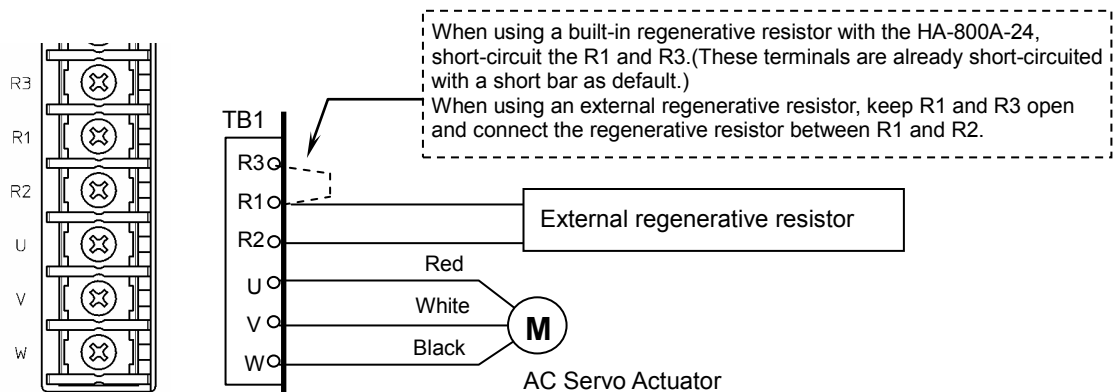 When using a built-in regenerative resistor with the HA-800A-24,
short-circuit the R1 and R3.(These terminals are already short-circuited
with a short bar as default.)
When using an external regenerative resistor, keep R1 and R3 open
and connect the regenerative resistor between R1 and R2.
R3
R1
R2
U
V
W
TB1
R3
R1
R2
U
V
W
External regenerative resistor
Red
White
Black
M
AC Servo Actuator